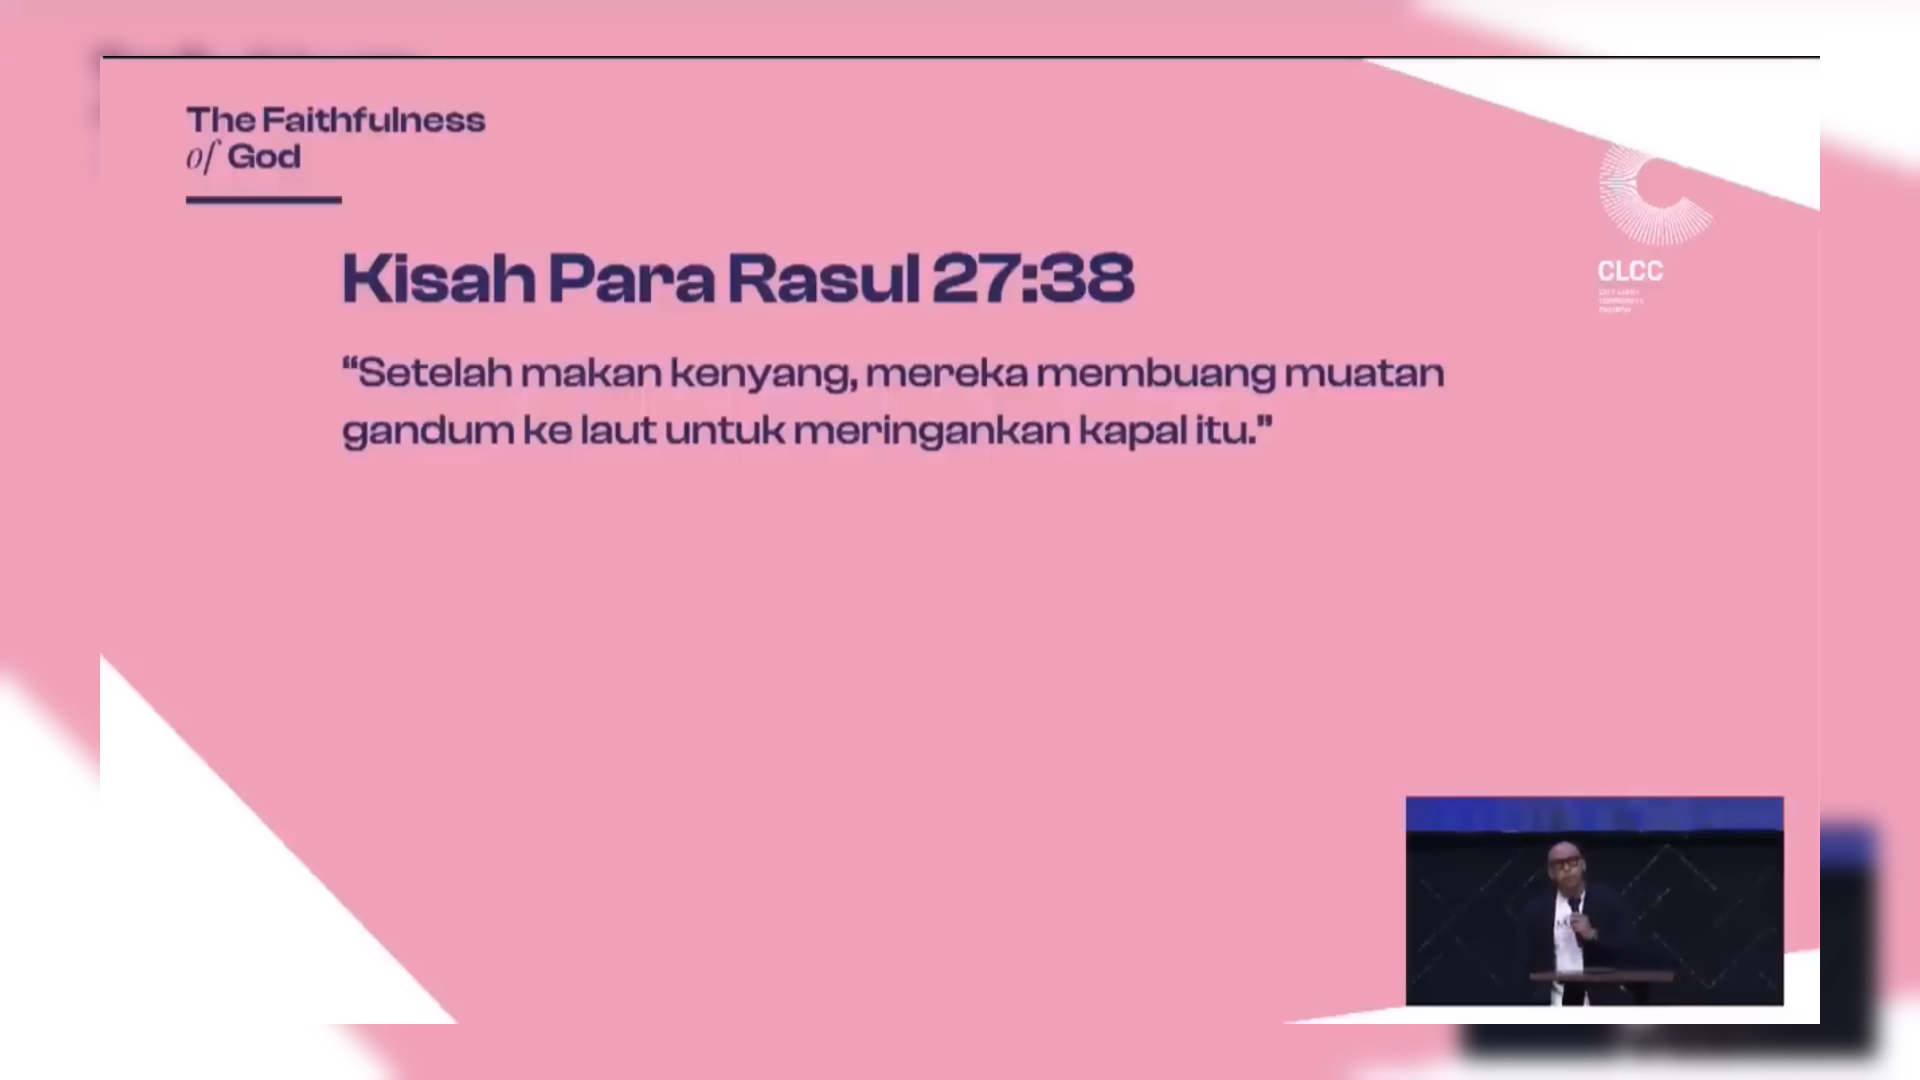 The Faithfulness
of God
Kisah Para Rasul 27:38
“Setelah makan kenyang, mereka membuang muatan
gandum ke laut untuk meringankan kapal itu.”
CLCC